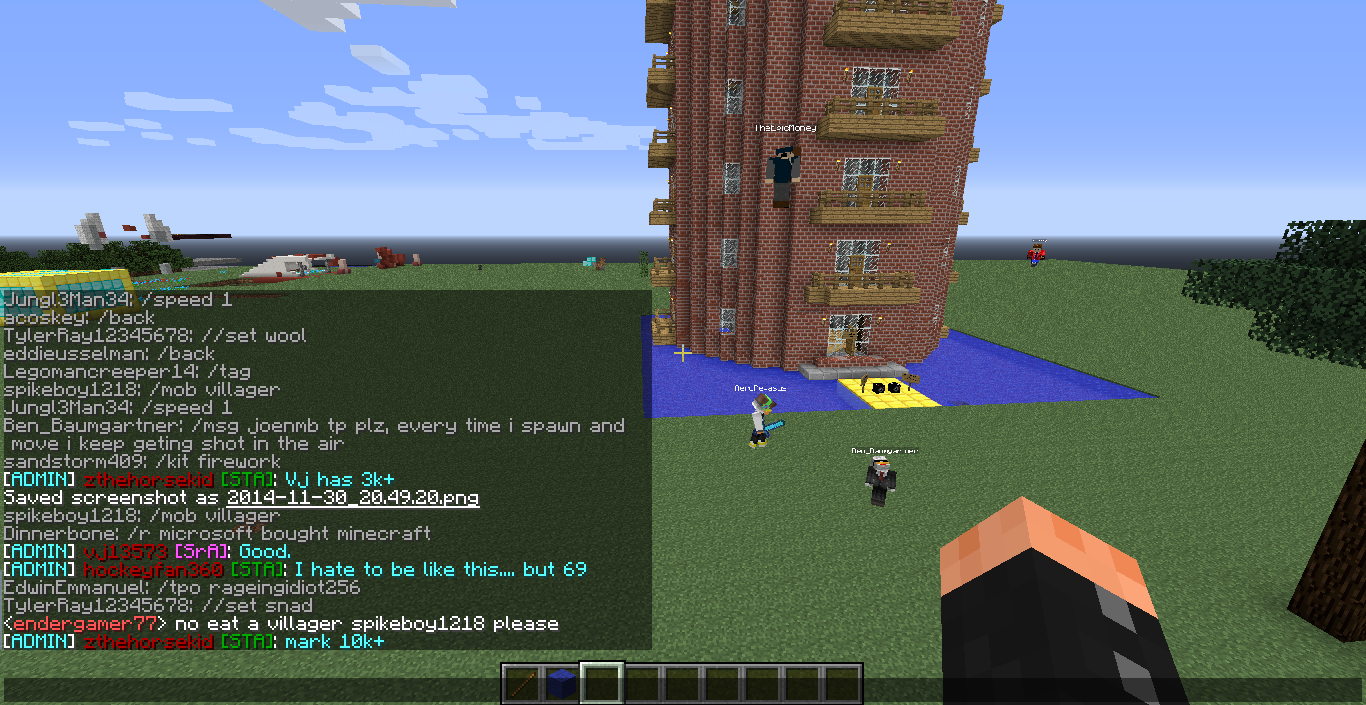 TheLordMoney
Jungl3Man34: /speed 1
acoskey: /back
TylerRay12345678: //set wool
eddieusselman: /back
Legomancreeper14: /tag
spikeboy1218: /mob villager
Jungl3Man34: /speed 1
Ben_Baumgartner: /msg joenmb tp plz, every time i spawn and
move i keep geting shot in the air
sandstorm409: /kit firework
[ADMIN] zthehorsekid [STA]: Vj has 3k+
Saved screenshot as 2014-11-30_20.49.20.png
spikeboy1218: /mob villager
Dinnerbone: /r microsoft bought minecraft
[ADMIN] vj13573 [SrA]: Good.
[ADMIN] hockeyfan360 [STA]: I hate to be like this.... but 69
EdwinEmmanuel: /tpo rageingidiot256
TylerRay12345678: //set snad
<endergamer77> no eat a villager spikeboy1218 please
[ADMIN] zthehorsekid [STA]: mark 10k+
AeroPegasus
Ben_Baumgartner